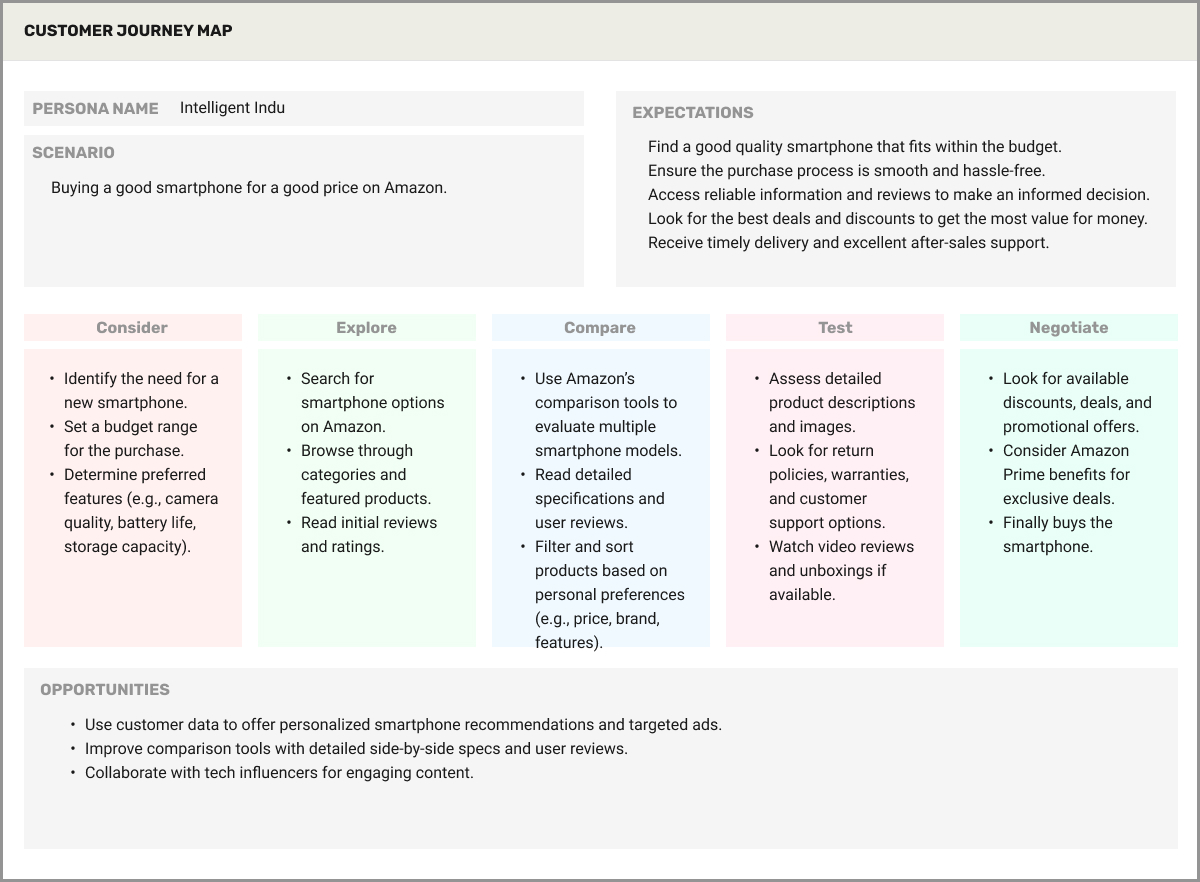 CUSTOMER JOURNEY MAP
PERSONA NAME Intelligent Indu
SCENARIO
Buying a good smartphone for a good price on Amazon.
EXPECTATIONS
Find a good quality smartphone that fits within the budget.
Ensure the purchase process is smooth and hassle-free.
Access reliable information and reviews to make an informed decision.
Look for the best deals and discounts to get the most value for money.
Receive timely delivery and excellent after-sales support.
Consider
• Identify the need for a
new smartphone.
• Set a budget range
for the purchase.
• Determine preferred
features (e.g., camera
quality, battery life,
storage capacity).
Explore
• Search for
smartphone options
on Amazon.
• Browse through
categories and
featured products.
• Read initial reviews
and ratings.
Compare
• Use Amazon’s
comparison tools to
evaluate multiple
smartphone models.
• Read detailed
specifications and
user reviews.
• Filter and sort
products based on
personal preferences
(e.g., price, brand,
features).
Test
• Assess detailed
product descriptions
and images.
• Look for return
policies, warranties,
and customer
support options.
• Watch video reviews
and unboxings if
available.
Negotiate
• Look for available
discounts, deals, and
promotional offers.
• Consider Amazon
Prime benefits for
exclusive deals.
• Finally buys the
smartphone.
OPPORTUNITIES
• Use customer data to offer personalized smartphone recommendations and targeted ads.
• Improve comparison tools with detailed side-by-side specs and user reviews.
• Collaborate with tech influencers for engaging content.